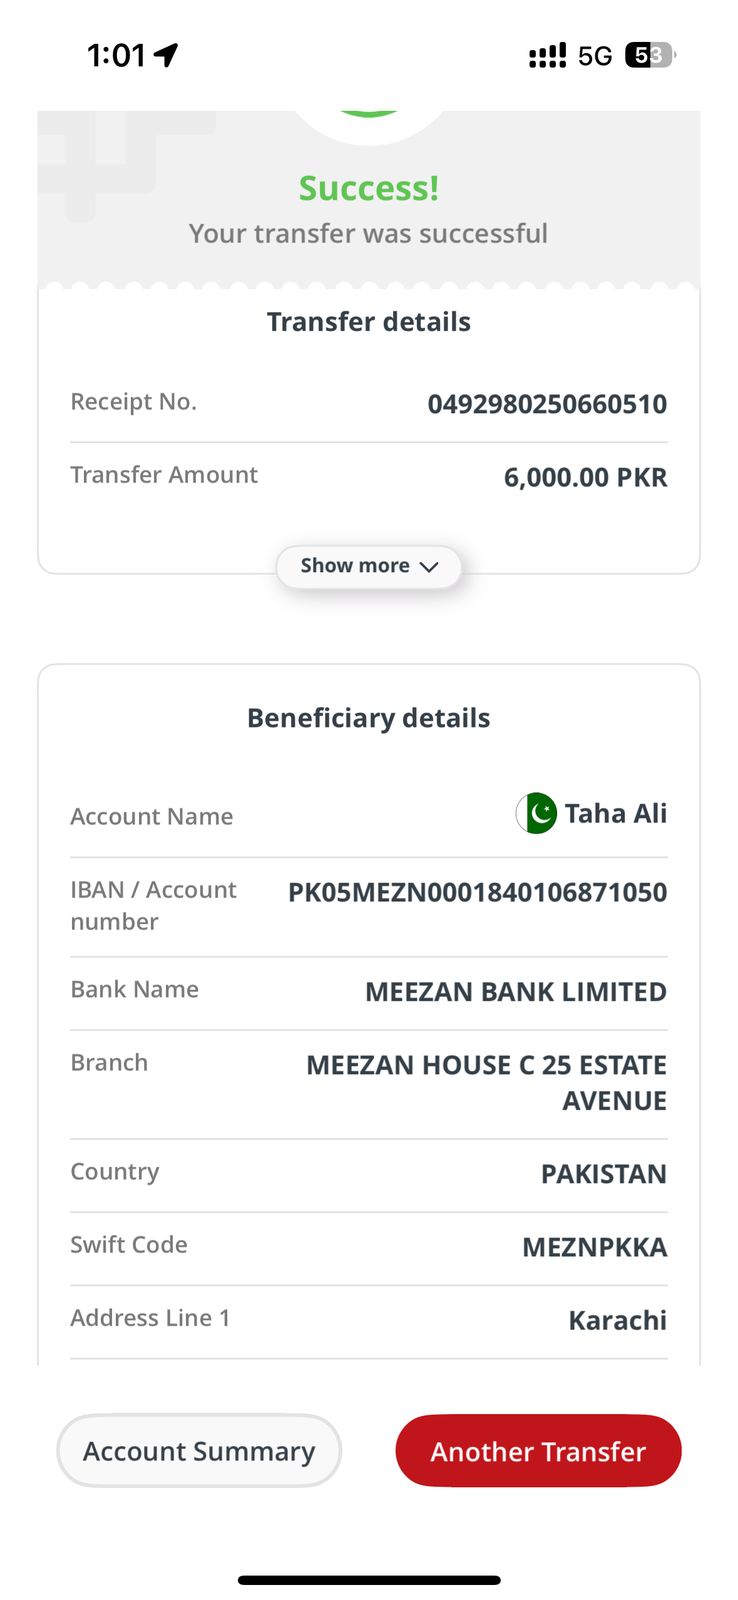 1:01 5G 53
Success!
Your transfer was successful
Transfer details
Receipt No. 0492980250660510
Transfer Amount 6,000.00 PKR
Show more
Beneficiary details
Account Name Taha Ali
IBAN / Account PK05MEZN0001840106871050
number
Bank Name MEEZAN BANK LIMITED
Branch MEEZAN HOUSE C 25 ESTATE
AVENUE
Country PAKISTAN
Swift Code MEZNPKKA
Address Line 1 Karachi
Account Summary Another Transfer